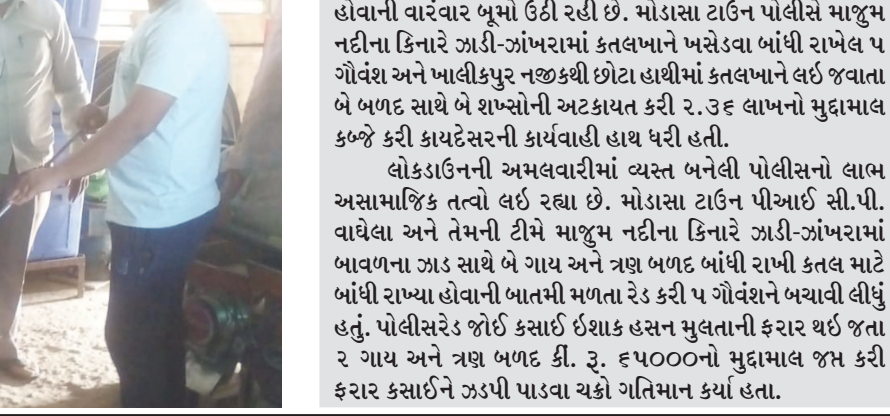 હોવાની વારંવાર બૂમો ઉઠી રહી છે. મોડાસા ટાઉન પોલીસે માજુમ
નદીના કિનારે ઝાડી-ઝાંખરામાં કતલખાને ખસેડવા બાંધી રાખેલ ૫
ગૌવંશ અને ખાલીકપુર નજીકથી છોટા હાથીમાં કતલખાને લઇ જવાતા
બે બળદ સાથે બે શખ્સોની અટકાયત કરી ૨.૩૬ લાખનો મુદ્દામાલ
કબ્જે કરી કાયદેસરની કાર્યવાહી હાથ ધરી હતી.
લોકડાઉનની અમલવારીમાં વ્યસ્ત બનેલી પોલીસનો લાભ
અસામાજિક તત્વો લઇ રહ્યા છે. મોડાસા ટાઉન પીઆઈ સી.પી.
વાઘેલા અને તેમની ટીમે માજુમ નદીના કિનારે ઝાડી-ઝાંખરામાં
બાવળના ઝાડ સાથે બે ગાય અને ત્રણ બળદ બાંધી રાખી કતલ માટે
બાંધી રાખ્યા હોવાની બાતમી મળતા રેડ કરી ૫ ગૌવંશને બચાવી લીધું
હતું. પોલીસરેડ જોઈ કસાઈ ઇશાક હસન મુલતાની ફરાર થઇ જતા
૨ ગાય અને ત્રણ બળદ કીં. રૂ. ૬૫૦૦૦નો મુદ્દામાલ જપ્ત કરી
ફરાર કસાઈને ઝડપી પાડવા ચક્રો ગતિમાન કર્યા હતા.